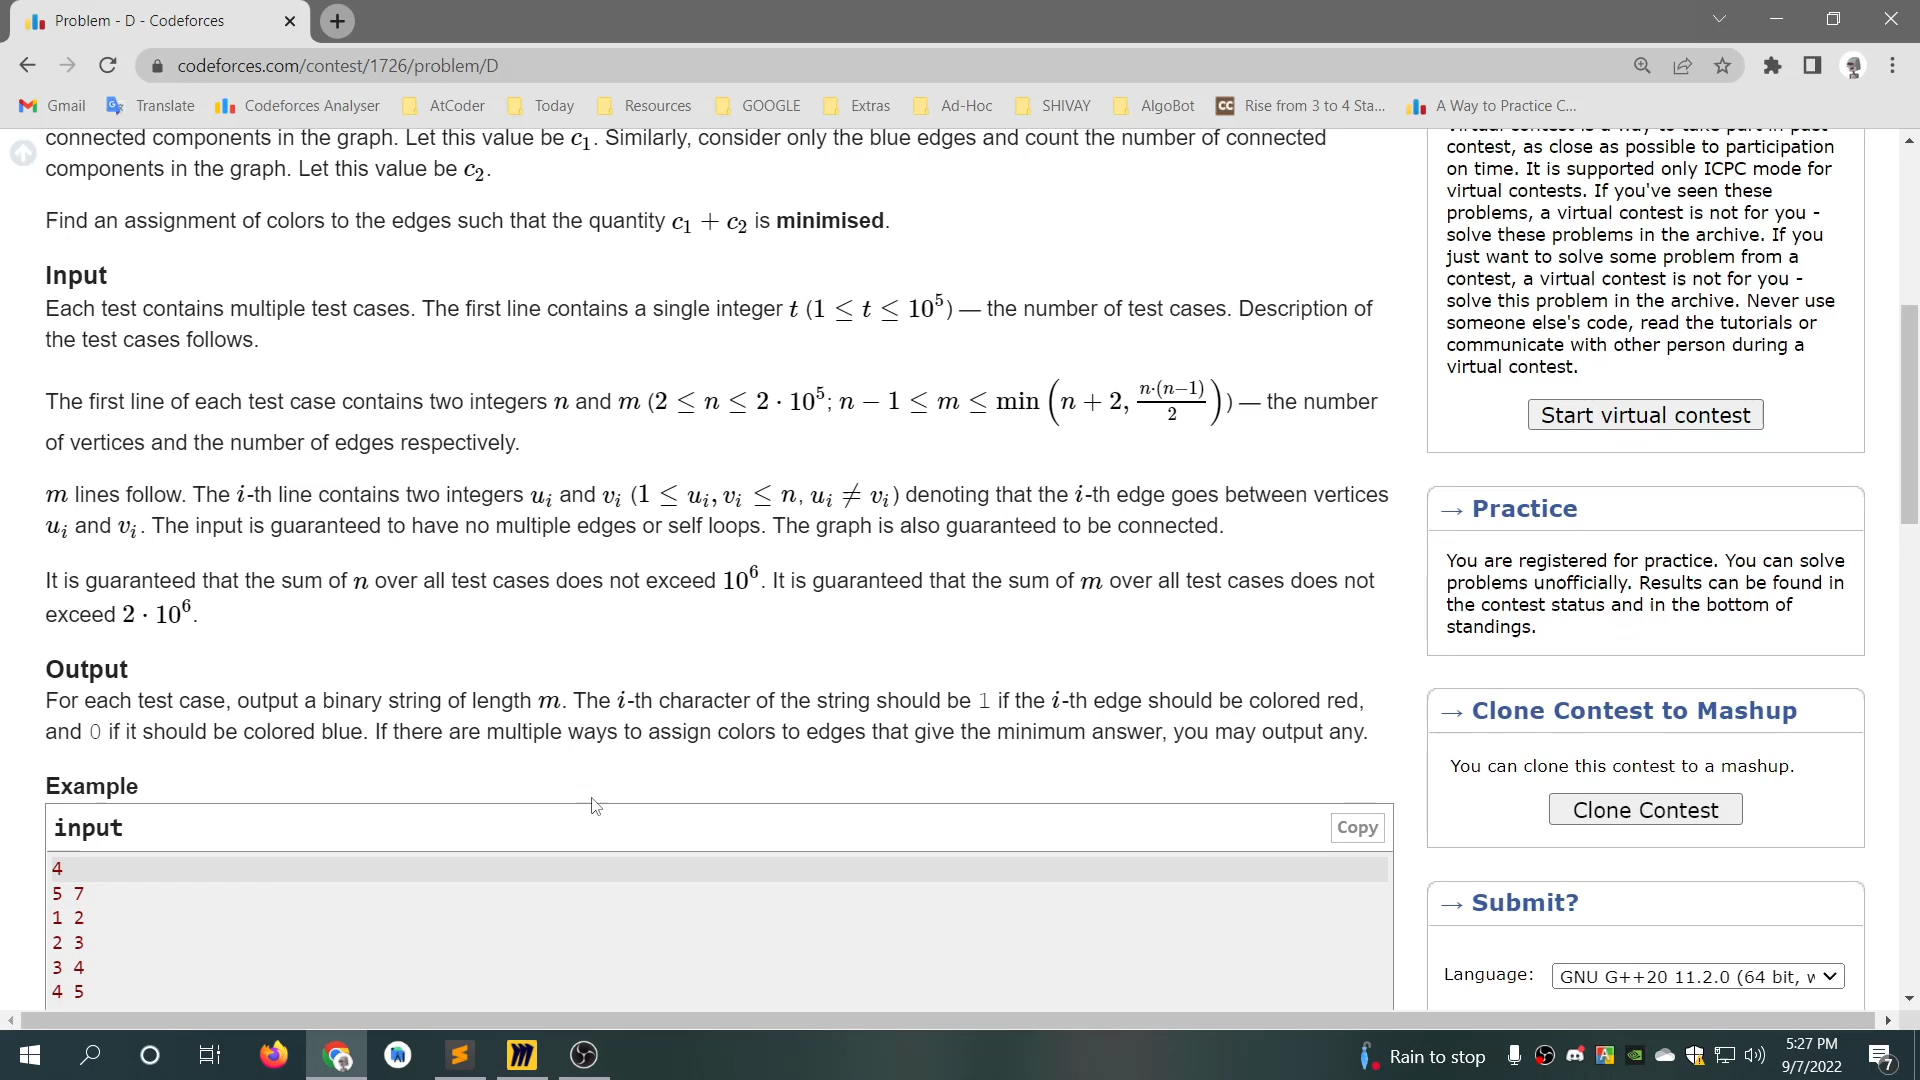 Problem - D - Codeforces
codeforces.com/contest/1726/problem/D
Gmail Translate Codeforces Analyser AtCoder Today Resources GOOGLE Extras Ad-Hoc SHIVAY AlgoBot CC Rise from 3 to 4 Sta... A Way to Practice C...
connected components in the graph. Let this value be c₁. Similarly, consider only the blue edges and count the number of connected
components in the graph. Let this value be c₂.
Find an assignment of colors to the edges such that the quantity c₁ + c₂ is minimised.
Input
Each test contains multiple test cases. The first line contains a single integer t (1 ≤ t ≤ 10⁵) — the number of test cases. Description of
the test cases follows.
The first line of each test case contains two integers n and m (2 ≤ n ≤ 2 · 10⁵; n − 1 ≤ m ≤ min (n + 2, n·(n−1)/2)) — the number
of vertices and the number of edges respectively.
m lines follow. The i-th line contains two integers uᵢ and vᵢ (1 ≤ uᵢ, vᵢ ≤ n, uᵢ ≠ vᵢ) denoting that the i-th edge goes between vertices
uᵢ and vᵢ. The input is guaranteed to have no multiple edges or self loops. The graph is also guaranteed to be connected.
It is guaranteed that the sum of n over all test cases does not exceed 10⁶. It is guaranteed that the sum of m over all test cases does not
exceed 2 · 10⁶.
Output
For each test case, output a binary string of length m. The i-th character of the string should be 1 if the i-th edge should be colored red,
and 0 if it should be colored blue. If there are multiple ways to assign colors to edges that give the minimum answer, you may output any.
Example
input
Copy
4
5 7
1 2
2 3
3 4
4 5
Virtual contest is a way to take part in past
contest, as close as possible to participation
on time. It is supported only ICPC mode for
virtual contests. If you've seen these
problems, a virtual contest is not for you -
solve these problems in the archive. If you
just want to solve some problem from a
contest, a virtual contest is not for you -
solve this problem in the archive. Never use
someone else's code, read the tutorials or
communicate with other person during a
virtual contest.
Start virtual contest
→ Practice
You are registered for practice. You can solve
problems unofficially. Results can be found in
the contest status and in the bottom of
standings.
→ Clone Contest to Mashup
You can clone this contest to a mashup.
Clone Contest
→ Submit?
Language: GNU G++20 11.2.0 (64 bit, w
Rain to stop
5:27 PM
9/7/2022
7